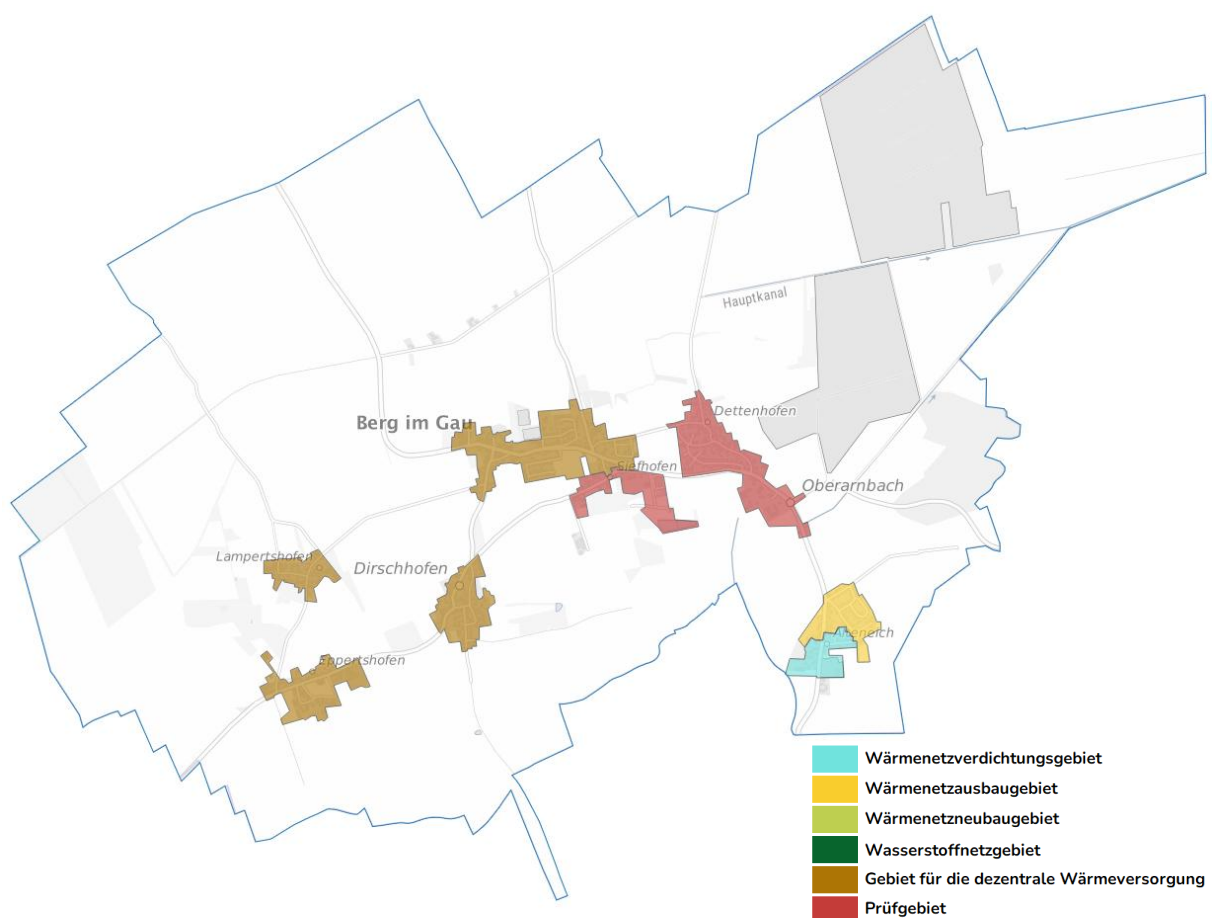 Hauptkanal
Dettenhofen
Berg im Gau
Siefhofen
Oberarnbach
Lampertshofen
Dirschhofen
Eppertshofen
Wärmenetzverdichtungsgebiet
Wärmenetzausbaugebiet
Wärmenetzneubaugebiet
Wasserstoffnetzgebiet
Gebiet für die dezentrale Wärmeversorgung
Prüfgebiet